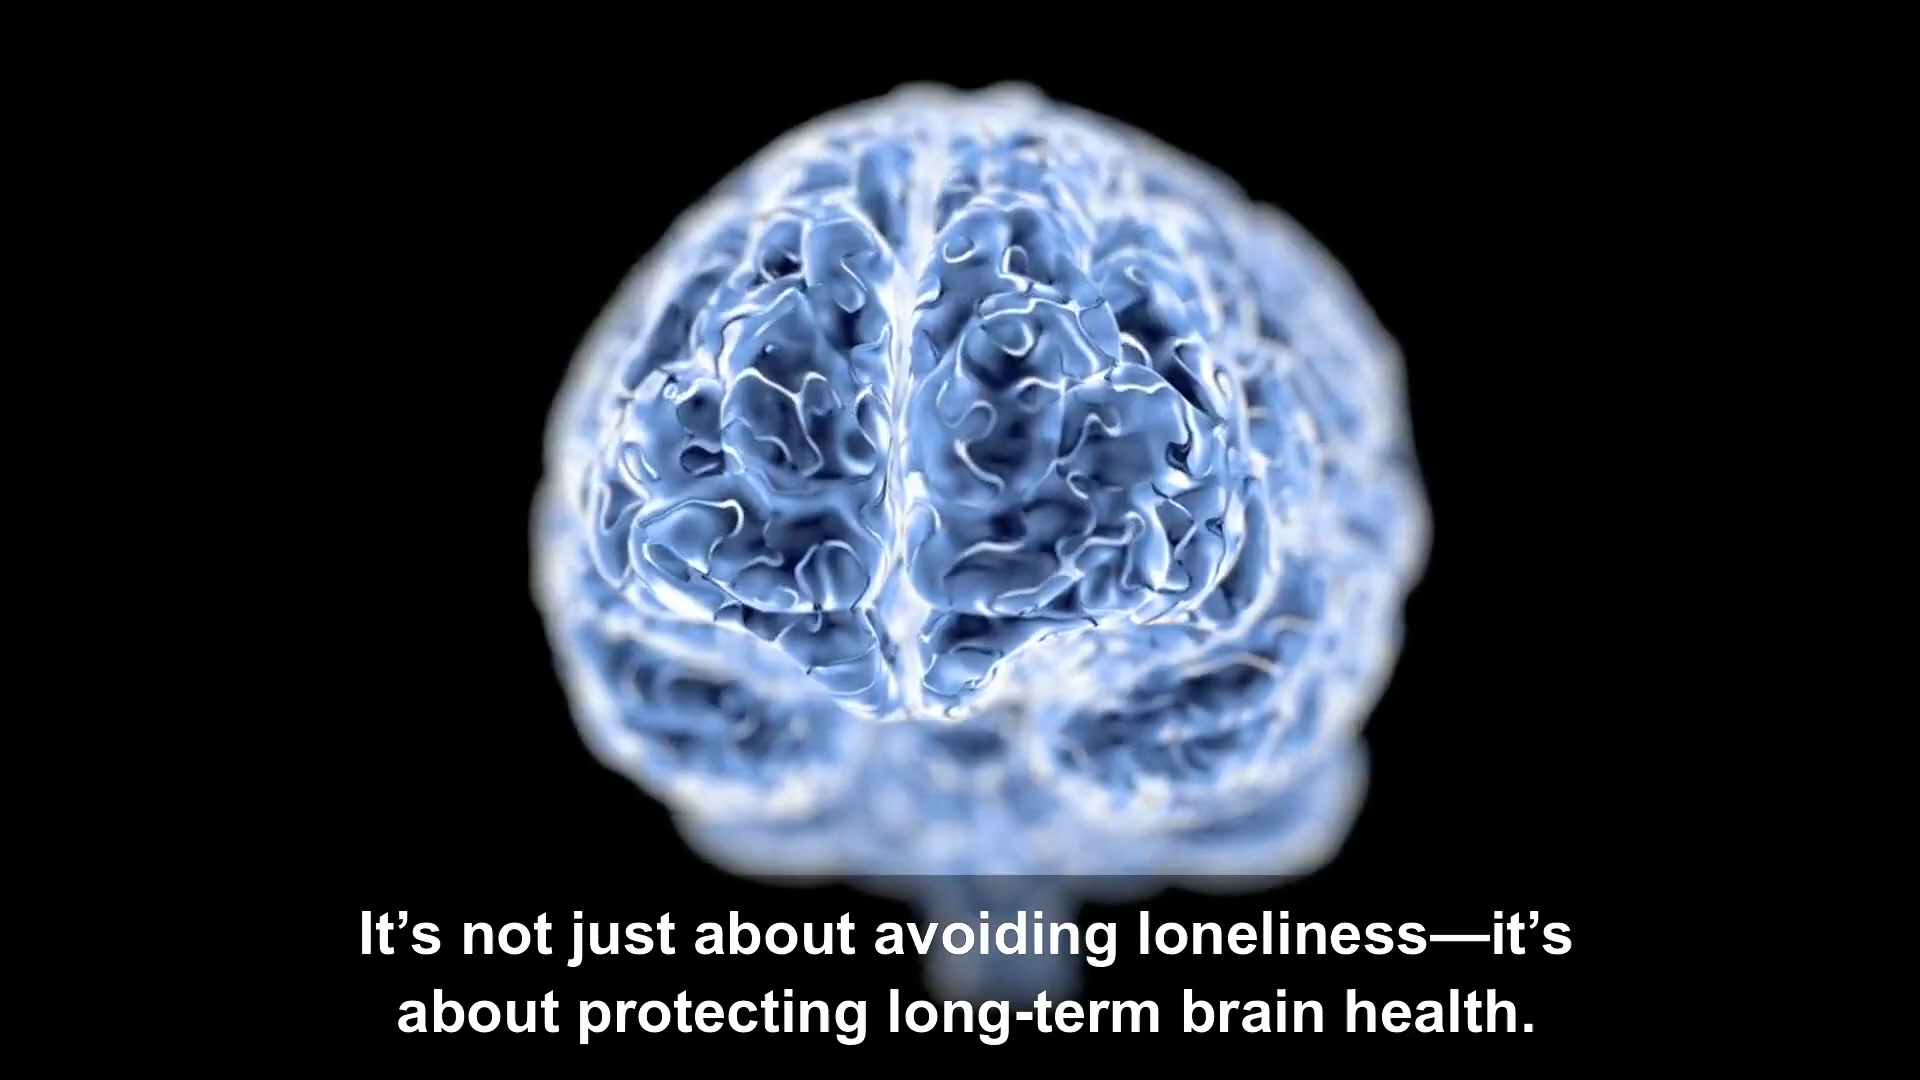 It’s not just about avoiding loneliness—it’s
about protecting long-term brain health.